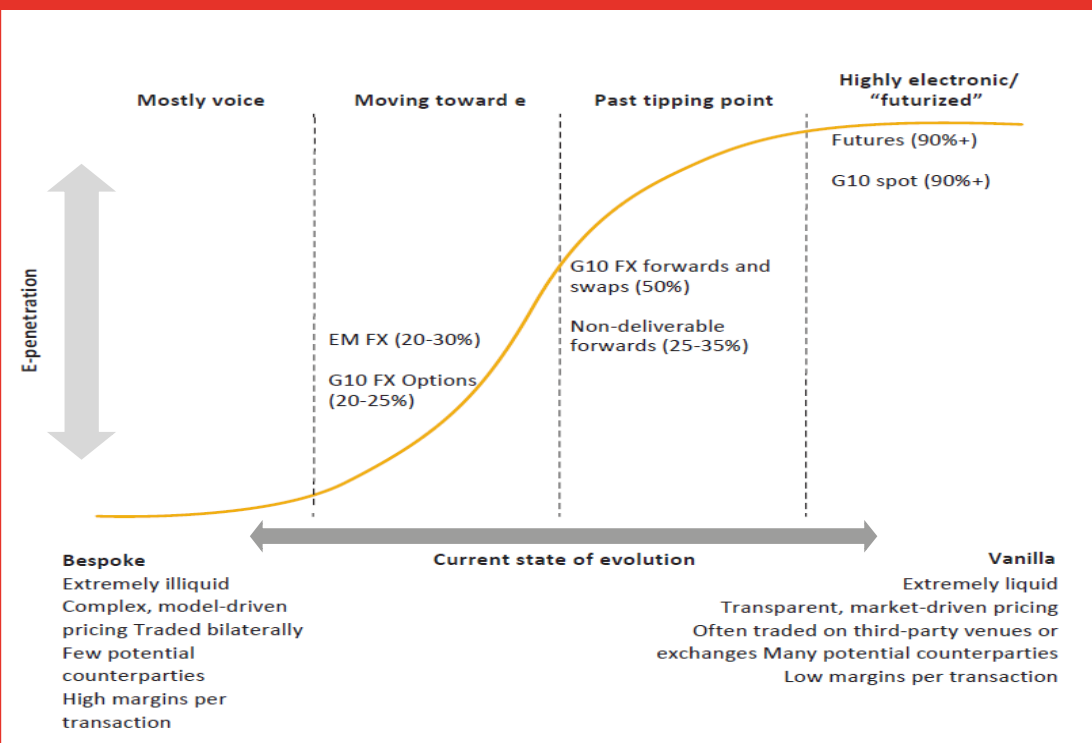 Mostly voice
Moving toward e
Past tipping point
Highly electronic/
“futurized”
Futures (90%+)
G10 spot (90%+)
E-penetration
G10 FX forwards and
swaps (50%)
Non-deliverable
forwards (25-35%)
EM FX (20-30%)
G10 FX Options
(20-25%)
Current state of evolution
Bespoke
Extremely illiquid
Complex, model-driven
pricing Traded bilaterally
Few potential
counterparties
High margins per
transaction
Vanilla
Extremely liquid
Transparent, market-driven pricing
Often traded on third-party venues or
exchanges Many potential counterparties
Low margins per transaction